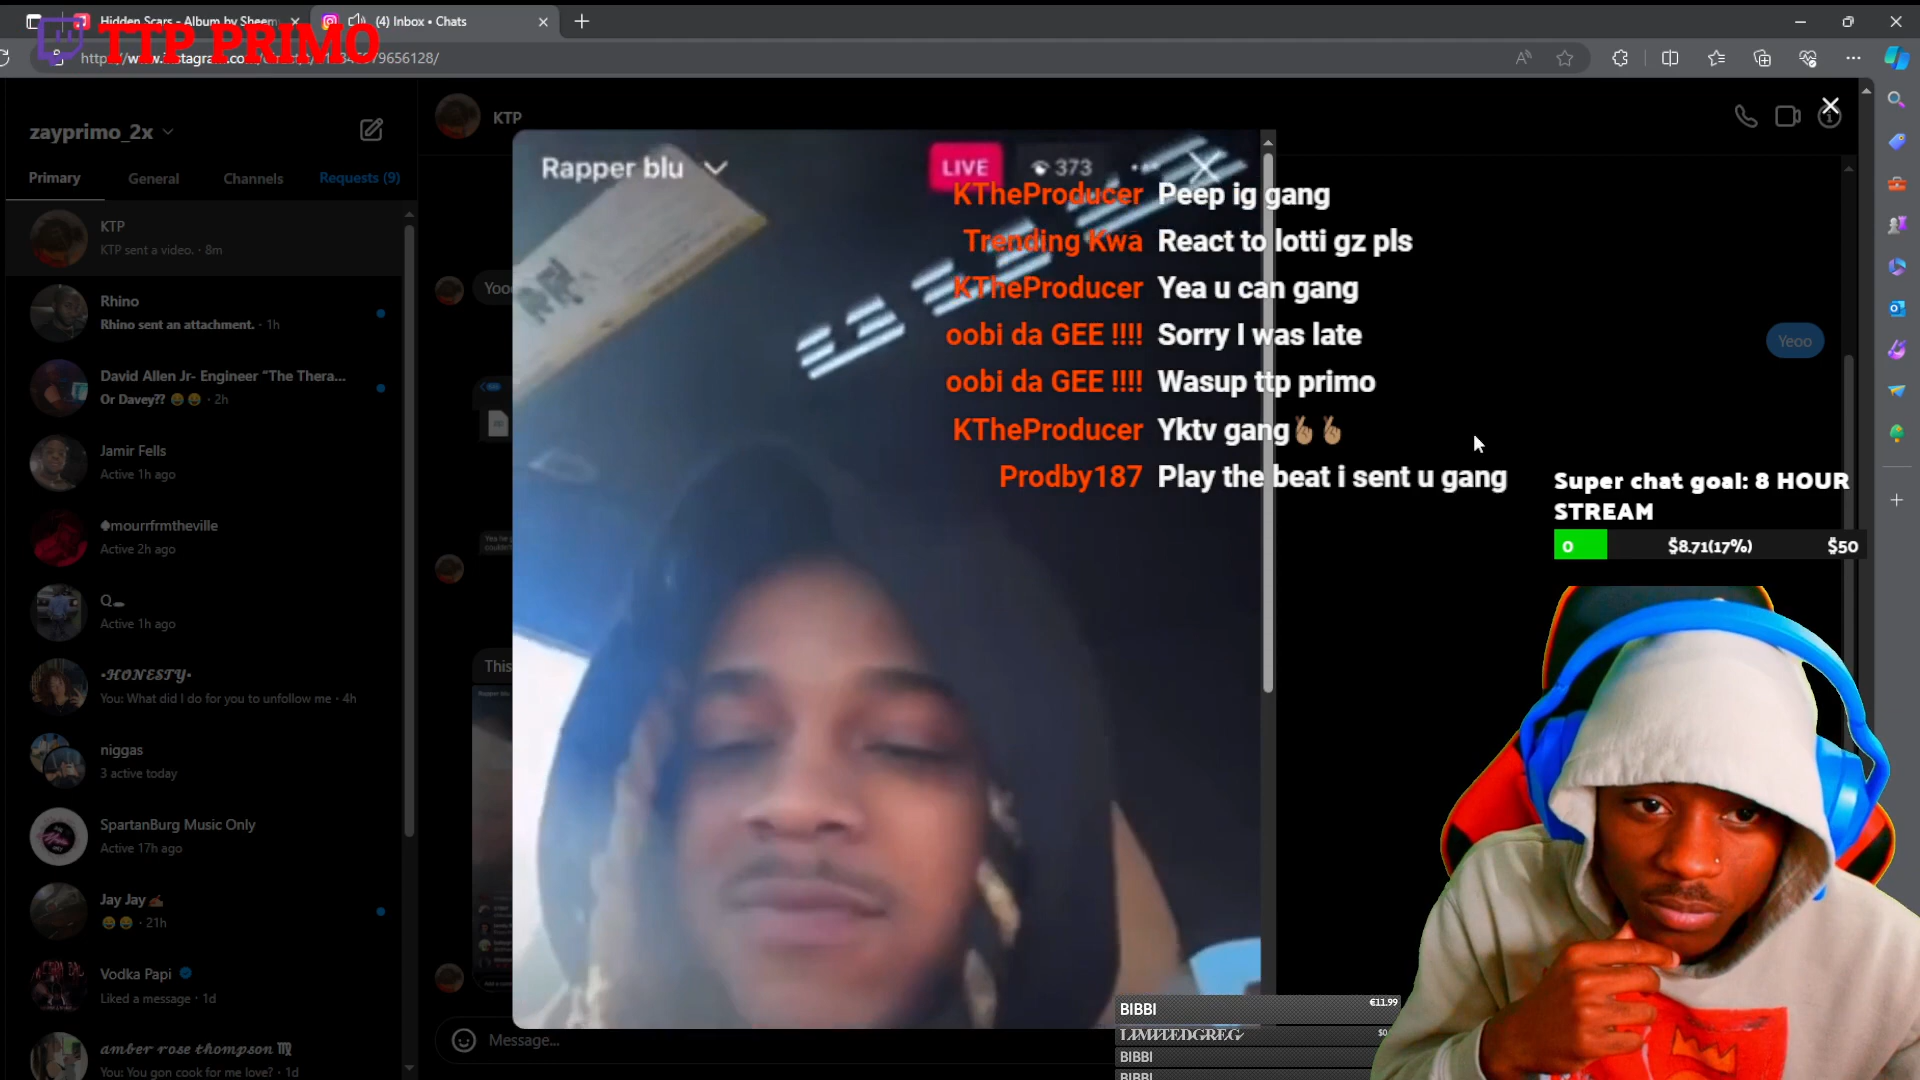 Hidden Scars - Album by Sheem
(4) Inbox • Chats
TTP PRIMO
zayprimo_2x
Primary
General
Channels
Requests (9)
KTP
KTP sent a video. · 8m
Rhino
Rhino sent an attachment. · 1h
David Allen Jr- Engineer "The Thera...
Or Davey?? 😂😂 · 2h
Jamir Fells
Active 1h ago
♠mourrfrmtheville
Active 2h ago
Q
Active 1h ago
•HONESTY•
You: What did I do for you to unfollow me · 4h
niggas
3 active today
SpartanBurg Music Only
Active 17h ago
Jay Jay
😄😄 · 21h
Vodka Papi
Liked a message · 1d
amber rose thompson ♍
You: You gon cook for me love? · 1d
KTP
Yooo
This
Yeoo
Message...
Rapper blu
LIVE
373
KTheProducer Peep ig gang
Trending Kwa React to lotti gz pls
KTheProducer Yea u can gang
oobi da GEE !!!! Sorry I was late
oobi da GEE !!!! Wasup ttp primo
KTheProducer Yktv gang🤞🏽🤞🏽
Prodby187 Play the beat i sent u gang
Super chat goal: 8 HOUR
STREAM
0 $8.71(17%) $50
BIBBI €11.99
LIMITEDGREG
BIBBI
BIBBI